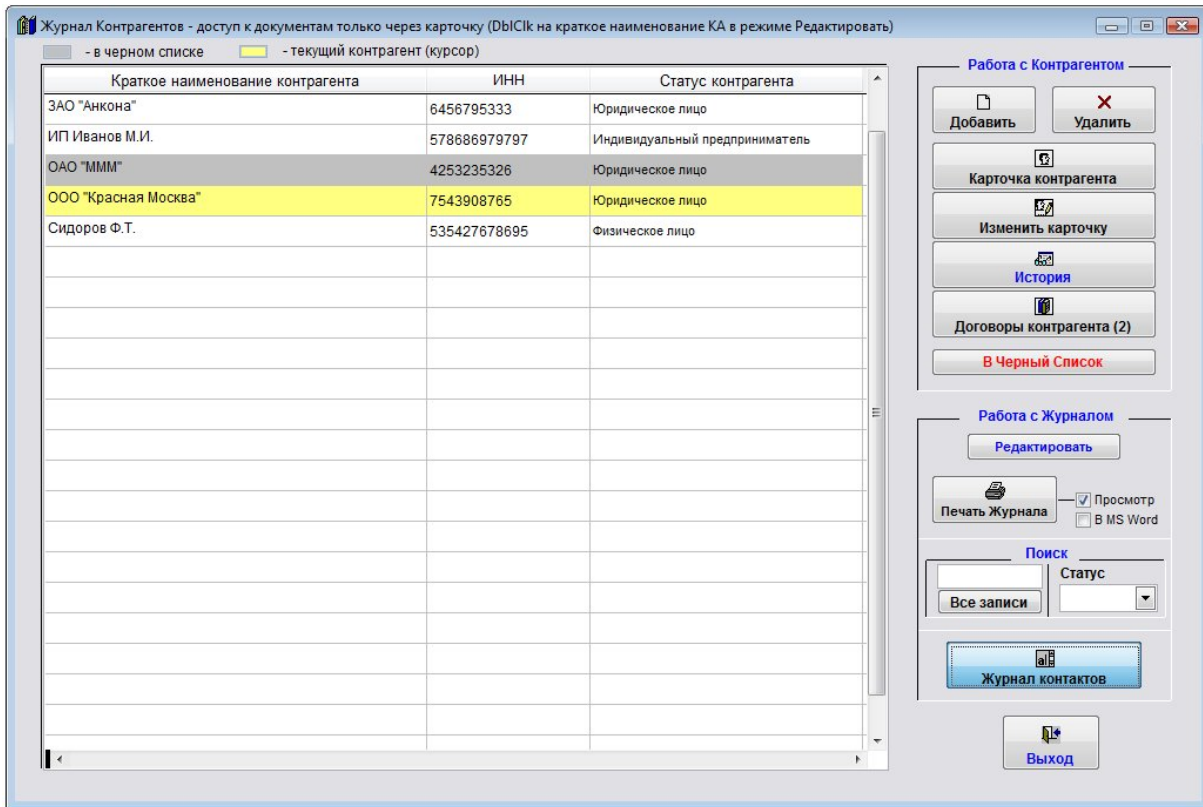 Журнал Контрагентов - доступ к документам только через карточку (DblClk на краткое наименование КА в режиме Редактировать)
- в черном списке - текущий контрагент (курсор)
Краткое наименование контрагента ИНН Статус контрагента
ЗАО "Анкона" 6456795333 Юридическое лицо
ИП Иванов М.И. 578686979797 Индивидуальный предприниматель
ОАО "МММ" 4253235326 Юридическое лицо
ООО "Красная Москва" 7543908765 Юридическое лицо
Сидоров Ф.Т. 535427678695 Физическое лицо
Работа с Контрагентом
Добавить Удалить
Карточка контрагента
Изменить карточку
История
Договоры контрагента (2)
В Черный Список
Работа с Журналом
Редактировать
Печать Журнала
Просмотр
В MS Word
Поиск
Статус
Все записи
Журнал контактов
Выход